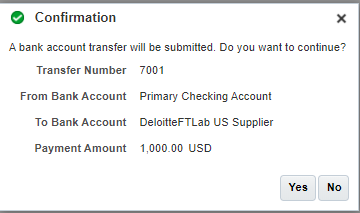 Confirmation
A bank account transfer will be submitted. Do you want to continue?
Transfer Number 7001
From Bank Account Primary Checking Account
To Bank Account DeloitteFTLab US Supplier
Payment Amount 1,000.00 USD
Yes No